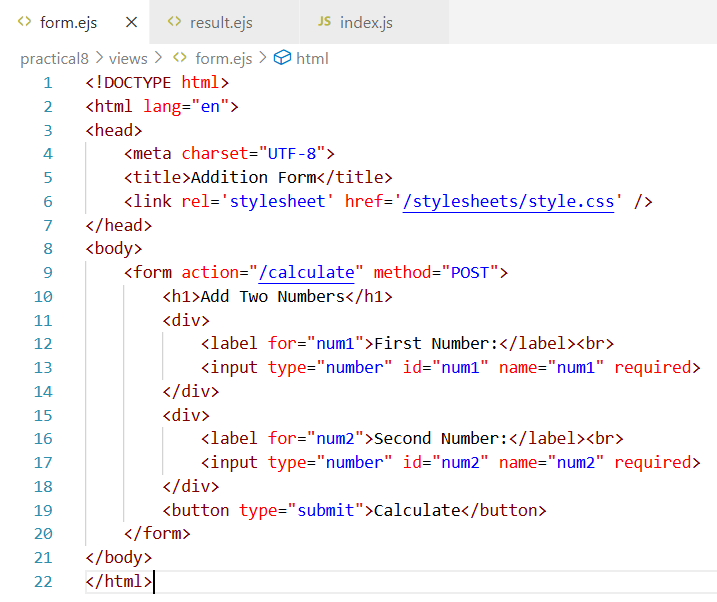 form.ejs result.ejs JS index.js
practical8 > views > form.ejs > html
1 <!DOCTYPE html>
2 <html lang="en">
3 <head>
4     <meta charset="UTF-8">
5     <title>Addition Form</title>
6     <link rel='stylesheet' href='/stylesheets/style.css' />
7 </head>
8 <body>
9     <form action="/calculate" method="POST">
10         <h1>Add Two Numbers</h1>
11         <div>
12             <label for="num1">First Number:</label><br>
13             <input type="number" id="num1" name="num1" required>
14         </div>
15         <div>
16             <label for="num2">Second Number:</label><br>
17             <input type="number" id="num2" name="num2" required>
18         </div>
19         <button type="submit">Calculate</button>
20     </form>
21 </body>
22 </html>